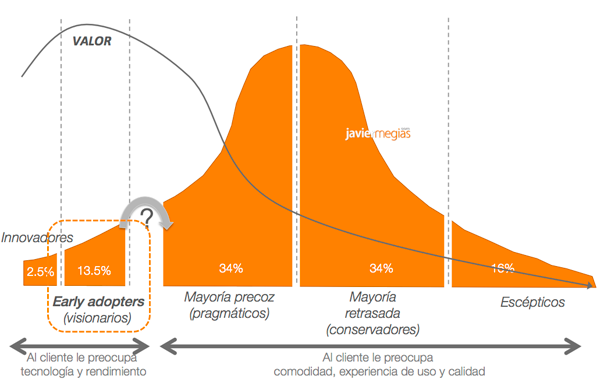 VALOR
javiermegias
?
Innovadores
2.5%
13.5%
34%
34%
16%
Early adopters
(visionarios)
Mayoría precoz
(pragmáticos)
Mayoría
retrasada
(conservadores)
Escépticos
Al cliente le preocupa
tecnología y rendimiento
Al cliente le preocupa
comodidad, experiencia de uso y calidad